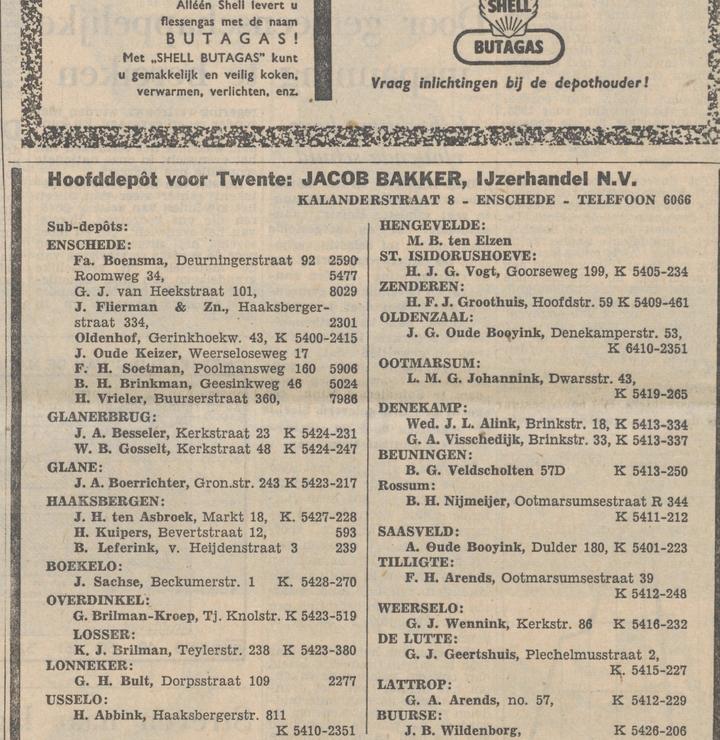 Alléén Shell levert u
flessengas met de naam
BUTAGAS!
Met „SHELL BUTAGAS” kunt
u gemakkelijk en veilig koken,
verwarmen, verlichten, enz.
SHELL
BUTAGAS
Vraag inlichtingen bij de depothouder!
Hoofddepôt voor Twente: JACOB BAKKER, IJzerhandel N.V.
KALANDERSTRAAT 8 - ENSCHEDE - TELEFOON 6066
Sub-depôts:
ENSCHEDE:
Fa. Boensma, Deurningerstraat 92 2590
Roomweg 34, 5477
G. J. van Heekstraat 101, 8029
J. Flierman & Zn., Haaksberger-
straat 334, 2301
Oldenhof, Gerinkhoekw. 43, K 5400-2415
J. Oude Keizer, Weerseloseweg 17
F. H. Soetman, Poolmansweg 160 5906
B. H. Brinkman, Geesinkweg 46 5024
H. Vrieler, Buurserstraat 360, 7986
GLANERBRUG:
J. A. Besseler, Kerkstraat 23 K 5424-231
W. B. Gosselt, Kerkstraat 48 K 5424-247
GLANE:
J. A. Boerrichter, Gron.str. 243 K 5423-217
HAAKSBERGEN:
J. H. ten Asbroek, Markt 18, K. 5427-228
H. Kuipers, Bevertstraat 12, 593
B. Leferink, v. Heijdenstraat 3 239
BOEKELO:
J. Sachse, Beckumerstr. 1 K. 5428-270
OVERDINKEL:
G. Brilman-Kroep, Tj. Knolstr. K 5423-519
LOSSER:
K. J. Brilman, Teylerstr. 238 K 5423-380
LONNEKER:
G. H. Bult, Dorpsstraat 109 2277
USSELO:
H. Abbink, Haaksbergerstr. 811
K 5410-2351
HENGEVELDE:
M. B. ten Elzen
ST. ISIDORUSHOEVE:
H. J. G. Vogt, Goorseweg 199, K 5405-234
ZENDEREN:
H. F. J. Groothuis, Hoofdstr. 59 K 5409-461
OLDENZAAL:
J. G. Oude Booyink, Denekamperstr. 53,
K 6410-2351
OOTMARSUM:
L. M. G. Johannink, Dwarsstr. 43,
K 5419-265
DENEKAMP:
Wed. J. L. Alink, Brinkstr. 18, K 5413-334
G. A. Visschedijk, Brinkstr. 33, K 5413-337
BEUNINGEN:
B. G. Veldscholten 57D K 5413-250
Rossum:
B. H. Nijmeijer, Ootmarsumsestraat R 344
K 5411-212
SAASVELD:
A. Oude Booyink, Dulder 180, K 5401-223
TILLIGTE:
F. H. Arends, Ootmarsumsestraat 39
K 5412-248
WEERSELO:
G. J. Wennink, Kerkstr. 86 K 5416-232
DE LUTTE:
G. J. Geertshuis, Plechelmusstraat 2,
K. 5415-227
LATTROP:
G. A. Arends, no. 57, K 5412-229
BUURSE:
J. B. Wildenborg, K 5426-206